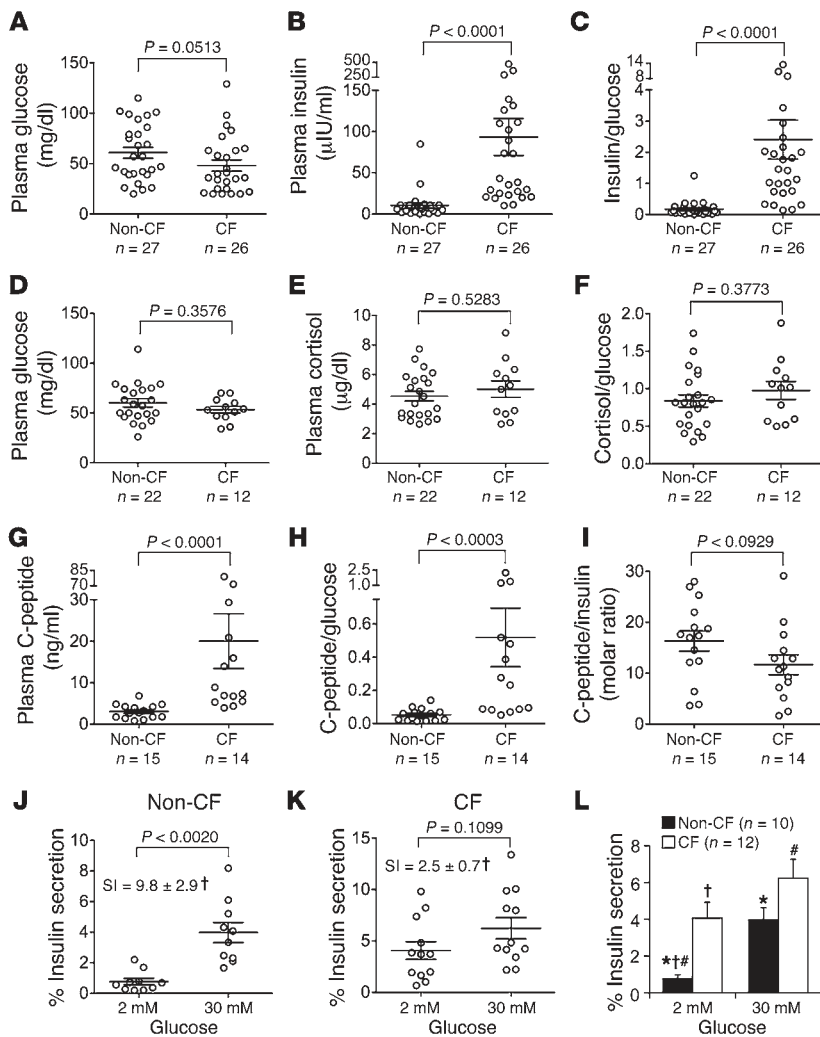 A
P = 0.0513
Plasma glucose
(mg/dl)
150
100
50
0
Non-CF
CF
n = 27
n = 26
B
P < 0.0001
Plasma insulin
(μIU/ml)
500
250
150
100
50
0
Non-CF
CF
n = 27
n = 26
C
P < 0.0001
Insulin/glucose
14
8
4
3
2
1
0
Non-CF
CF
n = 27
n = 26
D
P = 0.3576
Plasma glucose
(mg/dl)
150
100
50
0
Non-CF
CF
n = 22
n = 12
E
P = 0.5283
Plasma cortisol
(μg/dl)
10
8
6
4
2
0
Non-CF
CF
n = 22
n = 12
F
P = 0.3773
Cortisol/glucose
2.0
1.5
1.0
0.5
0.0
Non-CF
CF
n = 22
n = 12
G
P < 0.0001
Plasma C-peptide
(ng/ml)
85
70
30
20
10
0
Non-CF
CF
n = 15
n = 14
H
P < 0.0003
C-peptide/glucose
2.5
1.0
0.6
0.4
0.2
0.0
Non-CF
CF
n = 15
n = 14
I
P < 0.0929
C-peptide/insulin
(molar ratio)
30
20
10
0
Non-CF
CF
n = 15
n = 14
J
Non-CF
P < 0.0020
SI = 9.8 ± 2.9†
% Insulin secretion
10
8
6
4
2
0
2 mM
30 mM
Glucose
K
CF
P = 0.1099
SI = 2.5 ± 0.7†
% Insulin secretion
15
10
5
0
2 mM
30 mM
Glucose
L
Non-CF (n = 10)
CF (n = 12)
% Insulin secretion
8
6
4
2
0
*†#
†
*
#
2 mM
30 mM
Glucose